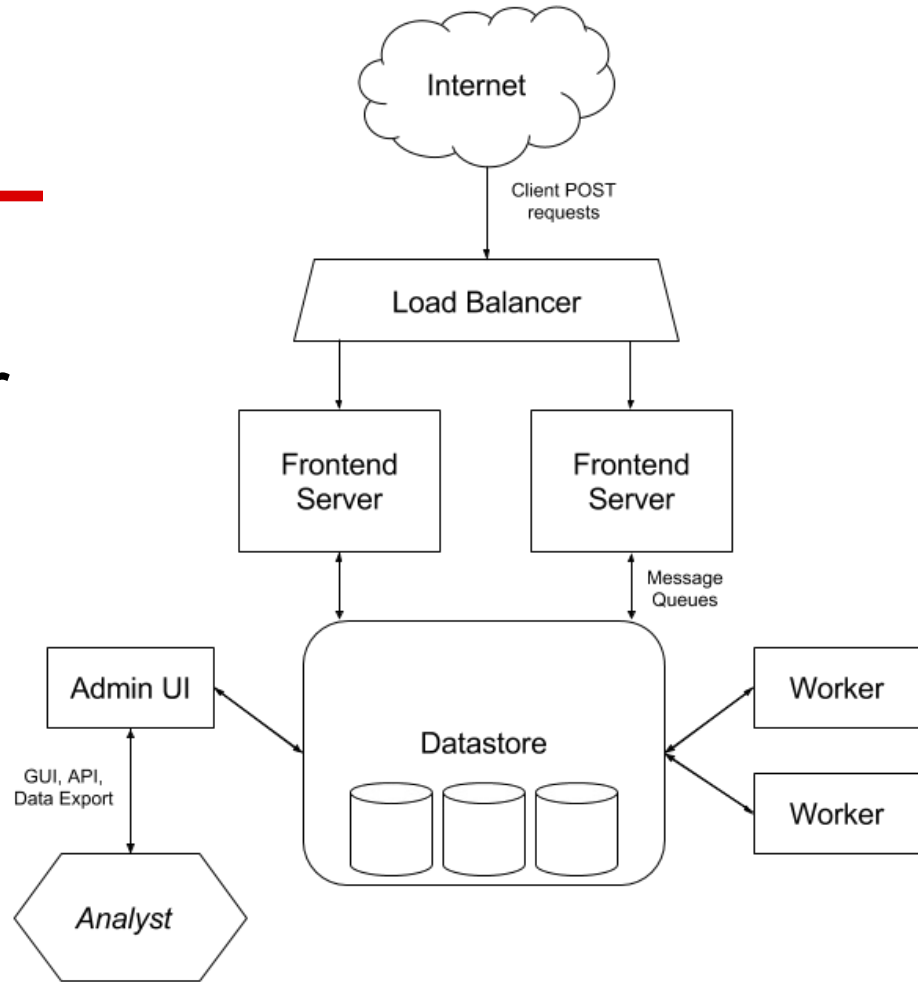 Internet
Client POST
requests
Load Balancer
Frontend
Server
Frontend
Server
Message
Queues
Admin UI
Datastore
Worker
GUI, API,
Data Export
Worker
Analyst